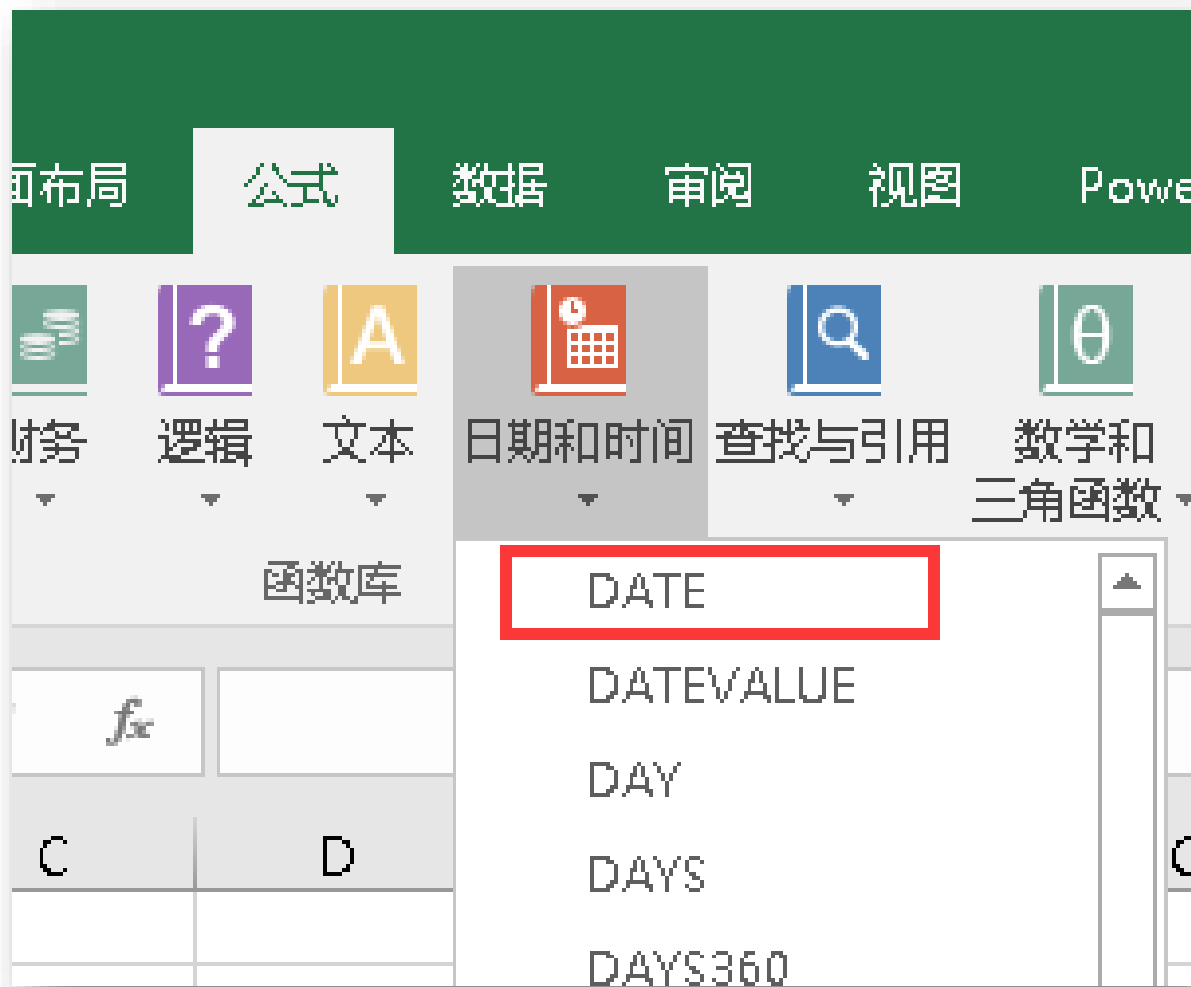 面布局 公式 数据 审阅 视图 Powe
财务 逻辑 文本 日期和时间 查找与引用 数学和
三角函数
函数库
DATE
DATEVALUE
fx
DAY
C D
DAYS
DAYS360